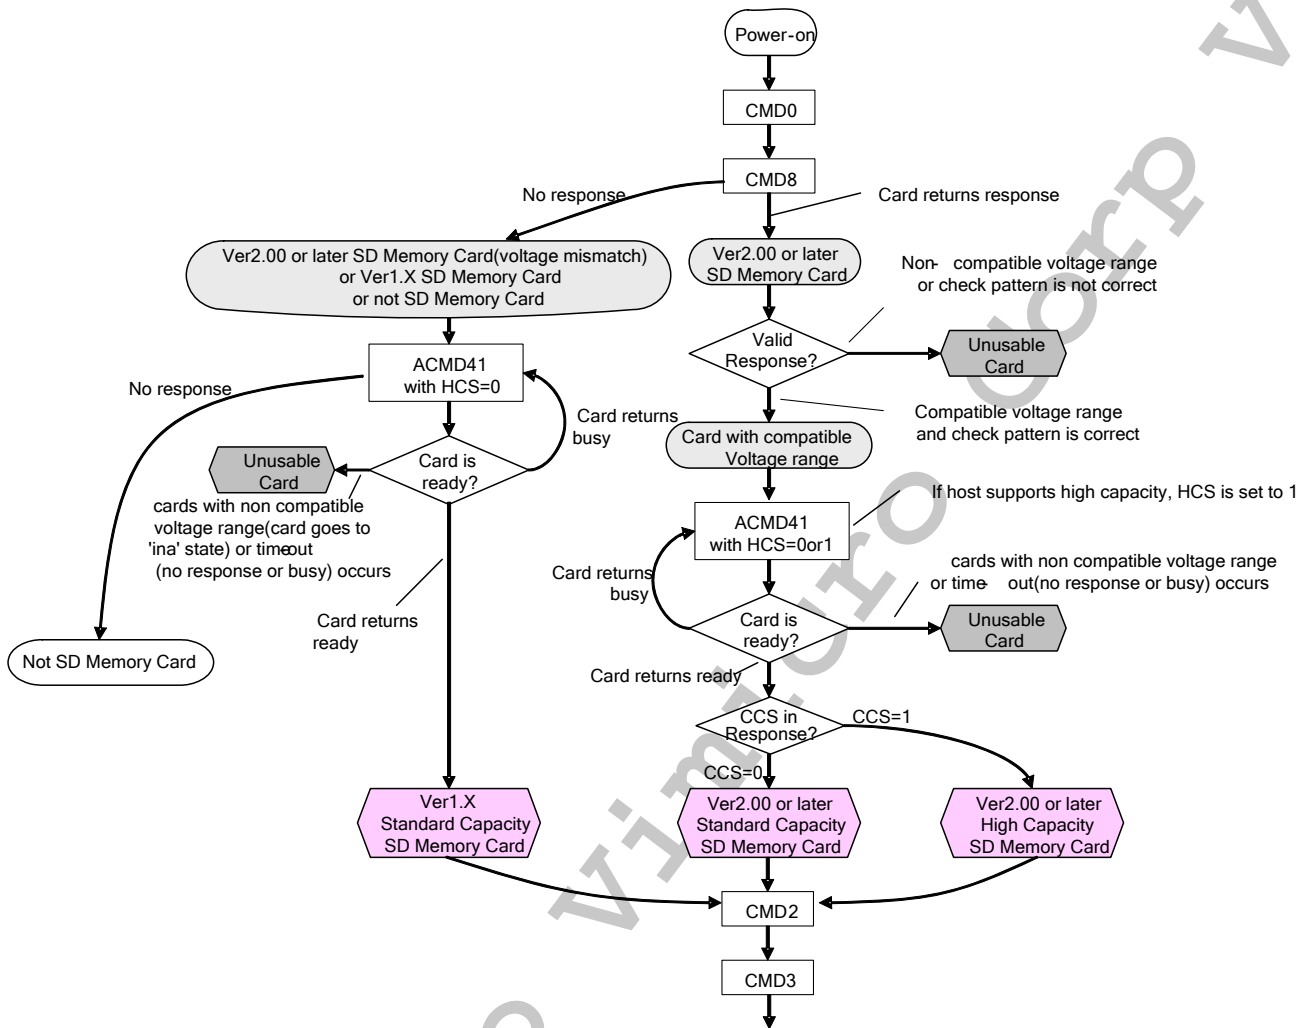 Power-on
CMD0
CMD8
No response
Card returns response
Ver2.00 or later SD Memory Card(voltage mismatch)
or Ver1.X SD Memory Card
or not SD Memory Card
Ver2.00 or later
SD Memory Card
Non- compatible voltage range
or check pattern is not correct
Valid
Response?
Unusable
Card
ACMD41
with HCS=0
No response
Card returns
busy
Compatible voltage range
and check pattern is correct
Card with compatible
Voltage range
Unusable
Card
Card is
ready?
cards with non compatible
voltage range(card goes to
'ina' state) or time-out
(no response or busy) occurs
If host supports high capacity, HCS is set to 1
ACMD41
with HCS=0or1
Card returns
busy
cards with non compatible voltage range
or time- out(no response or busy) occurs
Card returns
ready
Card is
ready?
Unusable
Card
Not SD Memory Card
Card returns ready
CCS in
Response?
CCS=1
CCS=0
Ver1.X
Standard Capacity
SD Memory Card
Ver2.00 or later
Standard Capacity
SD Memory Card
Ver2.00 or later
High Capacity
SD Memory Card
CMD2
CMD3
Vimicro corp